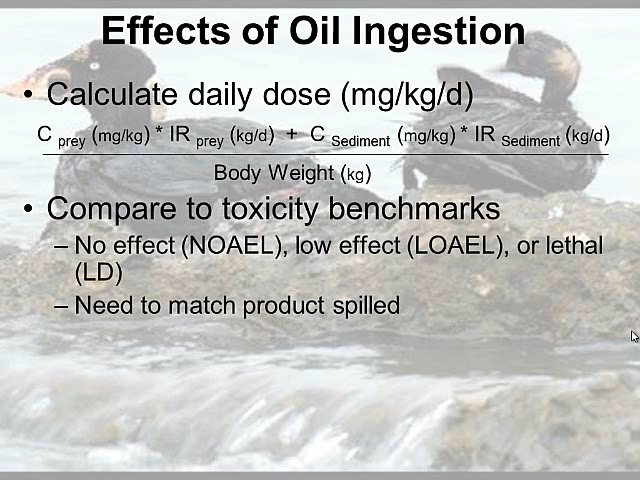 Effects of Oil Ingestion
• Calculate daily dose (mg/kg/d)
C prey (mg/kg) * IR prey (kg/d) + C Sediment (mg/kg) * IR Sediment (kg/d)
Body Weight (kg)
• Compare to toxicity benchmarks
– No effect (NOAEL), low effect (LOAEL), or lethal
(LD)
– Need to match product spilled